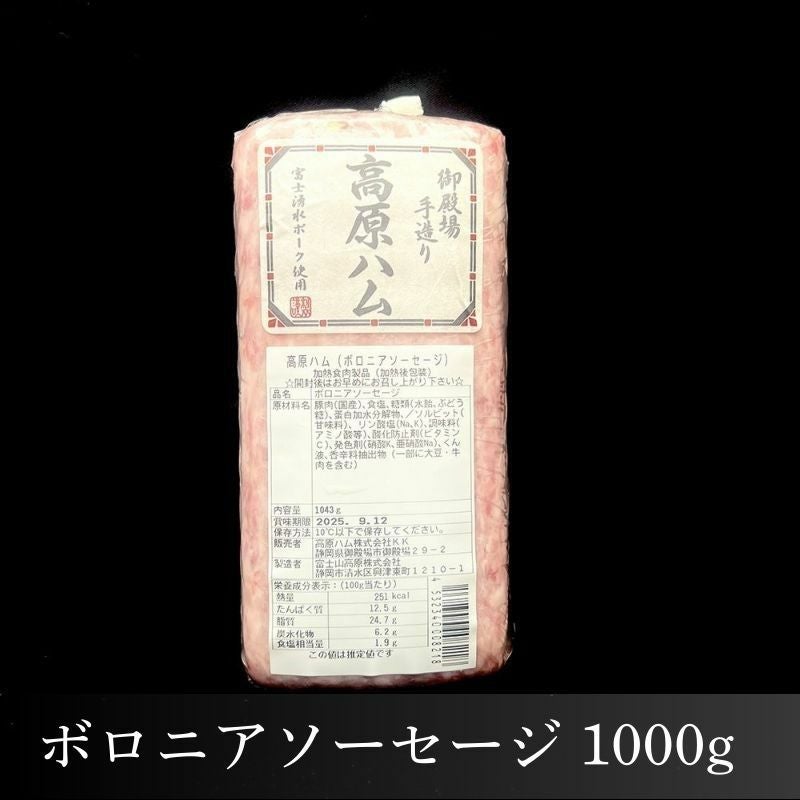 御殿場
手造り
高原ハム
富士湧水ポーク使用
高原ハム (ボロニアソーセージ)
加熱食肉製品 (加熱後包装)
☆開封後はお早めにお召し上がり下さい☆
品名 ボロニアソーセージ
原材料名 豚肉(国産)、食塩、糖類(水飴、ぶどう
糖)、蛋白加水分解物、/ソルビット(
甘味料)、リン酸塩(Na、K)、調味料(
アミノ酸等)、酸化防止剤(ビタミン
C)、発色剤(硝酸K、亜硝酸Na)、くん
液、香辛料抽出物 (一部に大豆・牛
肉を含む)
内容量 1043g
賞味期限 2025. 9.12
保存方法 10℃以下で保存してください。
販売者 高原ハム株式会社KK
静岡県御殿場市御殿場29-2
製造者 富士山高原株式会社
静岡市清水区興津東町1210-1
栄養成分表示:(100g当たり)
熱量 251 kcal
たんぱく質 12.5 g
脂質 24.7 g
炭水化物 6.2 g
食塩相当量 1.9 g
この値は推定値です
4532340008218
ボロニアソーセージ 1000g